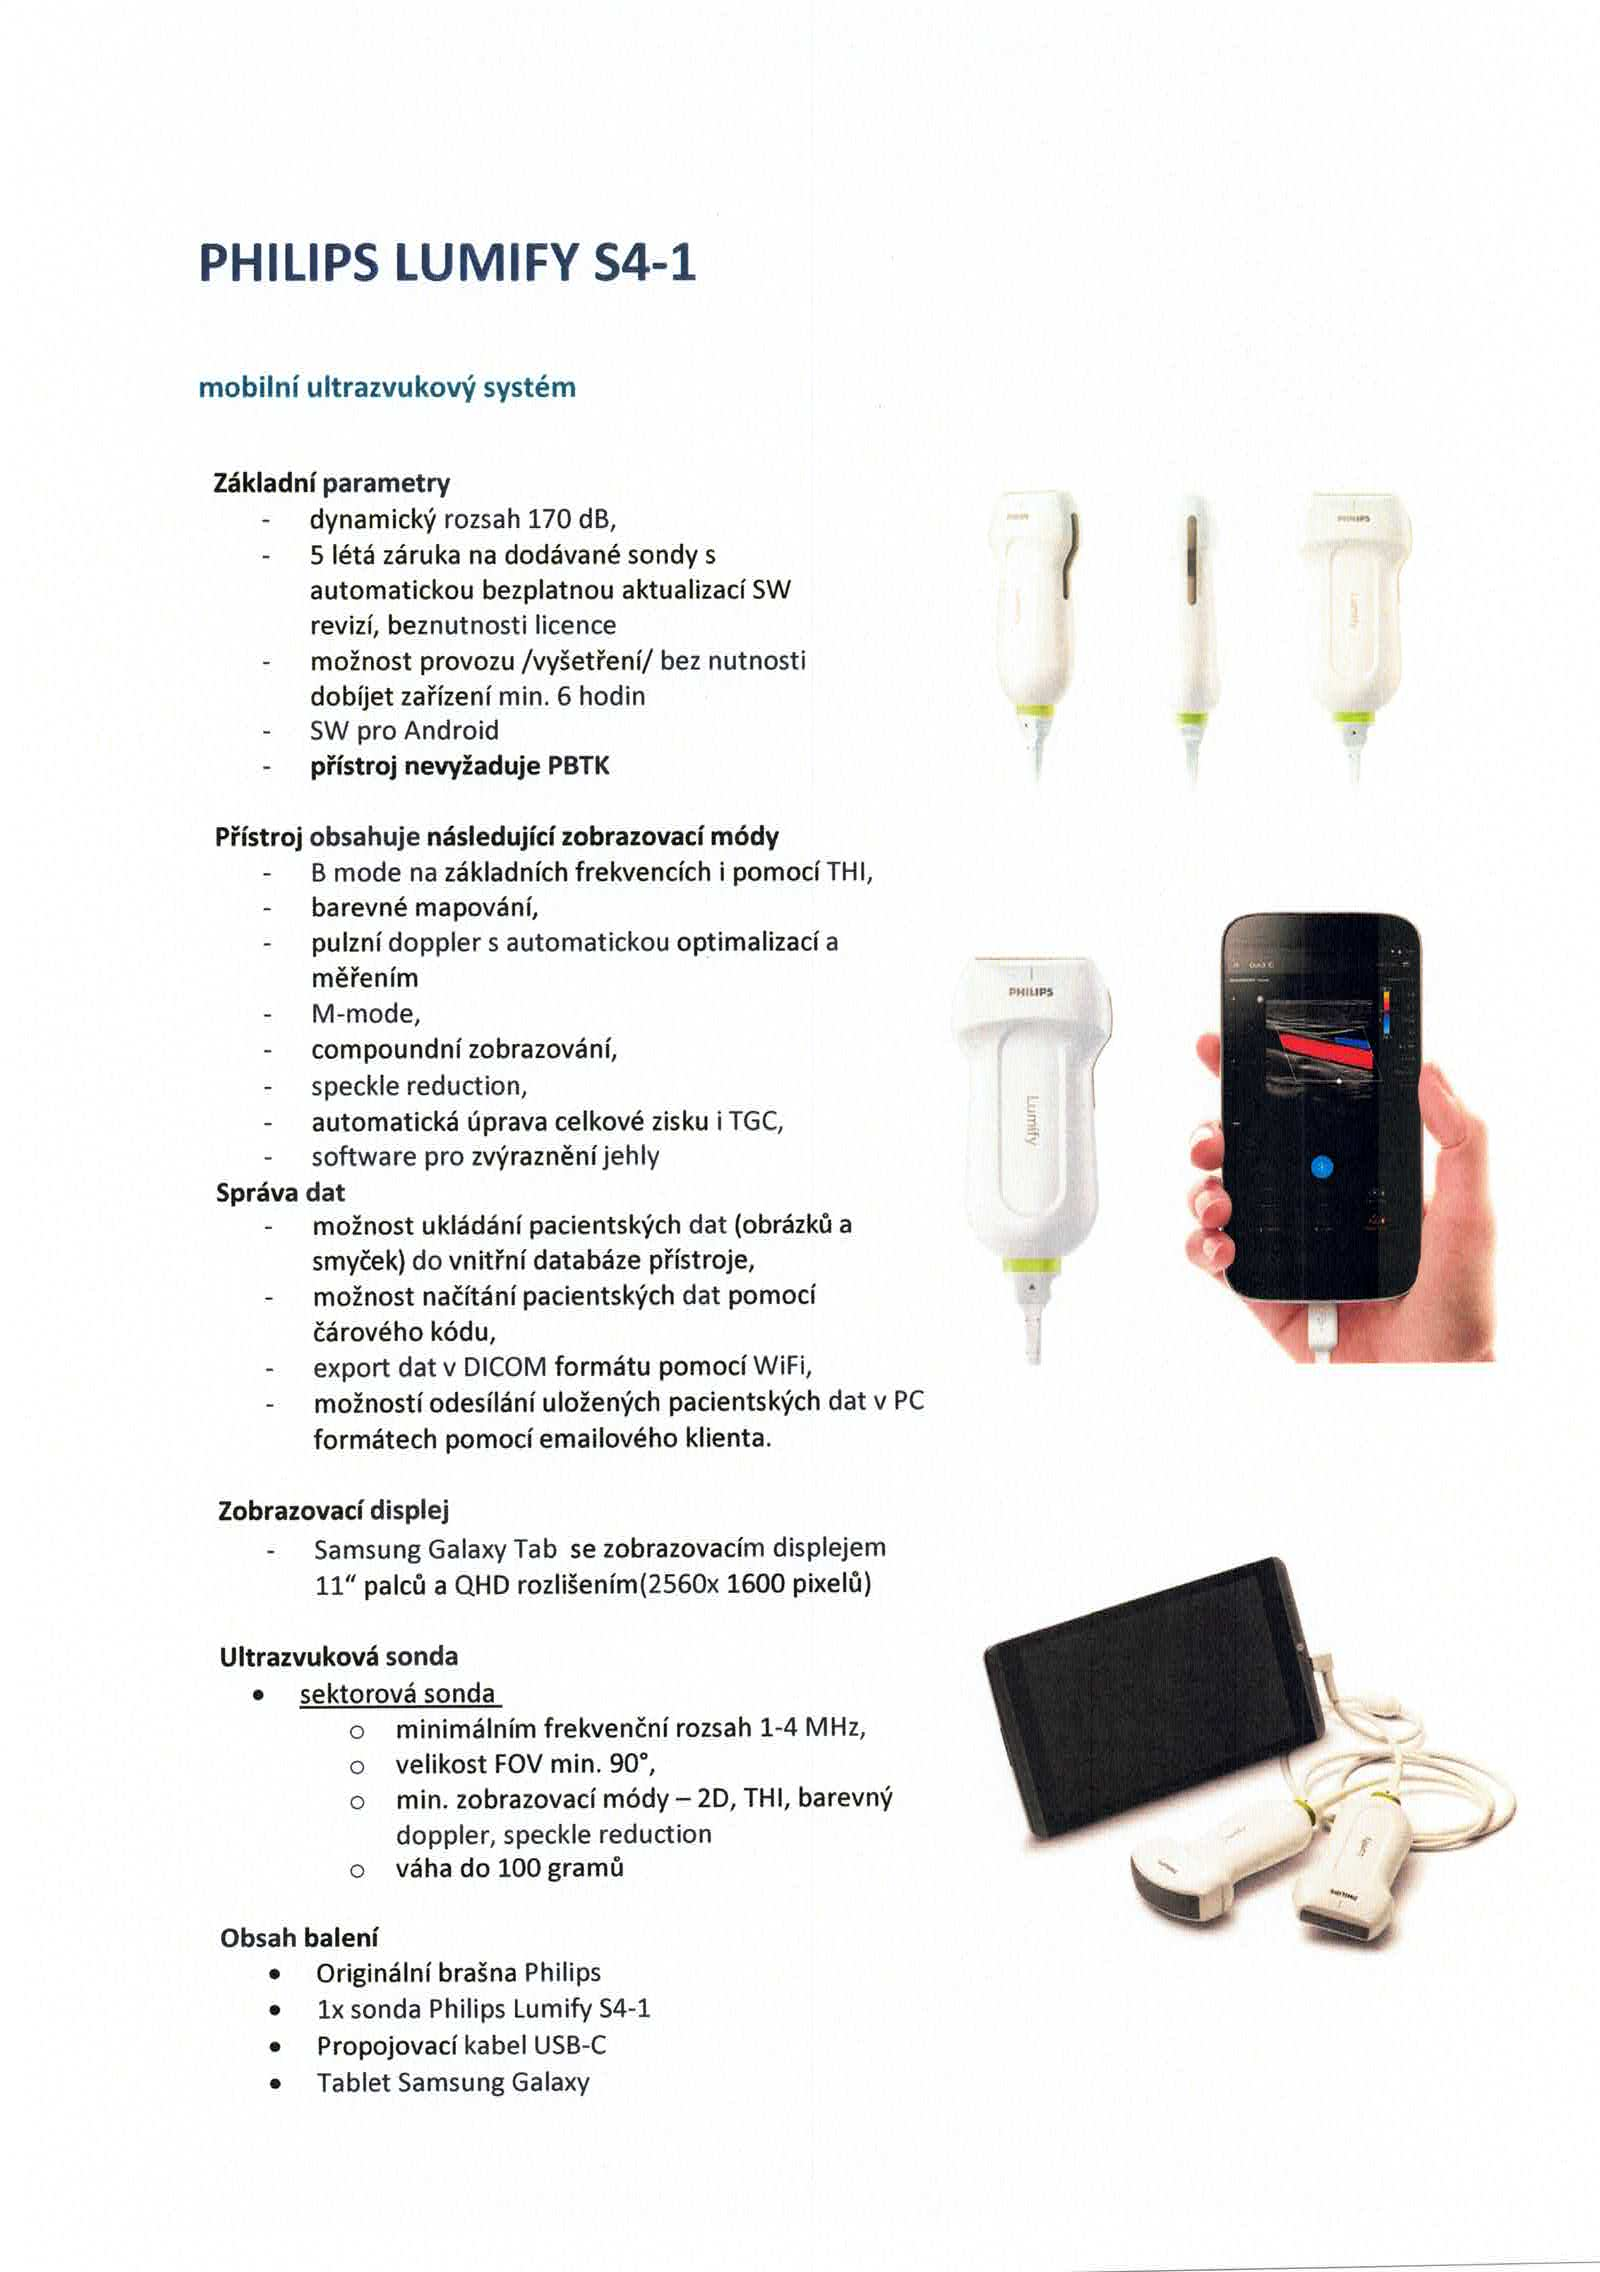 PHILIPS LUMIFY S4-1
mobilní ultrazvukový systém
Základní parametry
- dynamický rozsah 170 dB,
- 5 létá záruka na dodávané sondy s
automatickou bezplatnou aktualizací SW
revizí, beznutnosti licence
- možnost provozu /vyšetření/ bez nutnosti
dobíjet zařízení min. 6 hodin
- SW pro Android
- přístroj nevyžaduje PBTK
Přístroj obsahuje následující zobrazovací módy
- B mode na základních frekvencích i pomocí THI,
- barevné mapování,
- pulzní doppler s automatickou optimalizací a
měřením
- M-mode,
- compoundní zobrazování,
- speckle reduction,
- automatická úprava celkové zisku i TGC,
- software pro zvýraznění jehly
Správa dat
- možnost ukládání pacientských dat (obrázků a
smyček) do vnitřní databáze přístroje,
- možnost načítání pacientských dat pomocí
čárového kódu,
- export dat v DICOM formátu pomocí WiFi,
- možností odesílání uložených pacientských dat v PC
formátech pomocí emailového klienta.
Zobrazovací displej
- Samsung Galaxy Tab se zobrazovacím displejem
11“ palců a QHD rozlišením(2560x 1600 pixelů)
Ultrazvuková sonda
• sektorová sonda
o minimálním frekvenční rozsah 1-4 MHz,
o velikost FOV min. 90°,
o min. zobrazovací módy – 2D, THI, barevný
doppler, speckle reduction
o váha do 100 gramů
Obsah balení
• Originální brašna Philips
• 1x sonda Philips Lumify S4-1
• Propojovací kabel USB-C
• Tablet Samsung Galaxy
PHILIPS
Lumify
PHILIPS
Lumify
PHILIPS